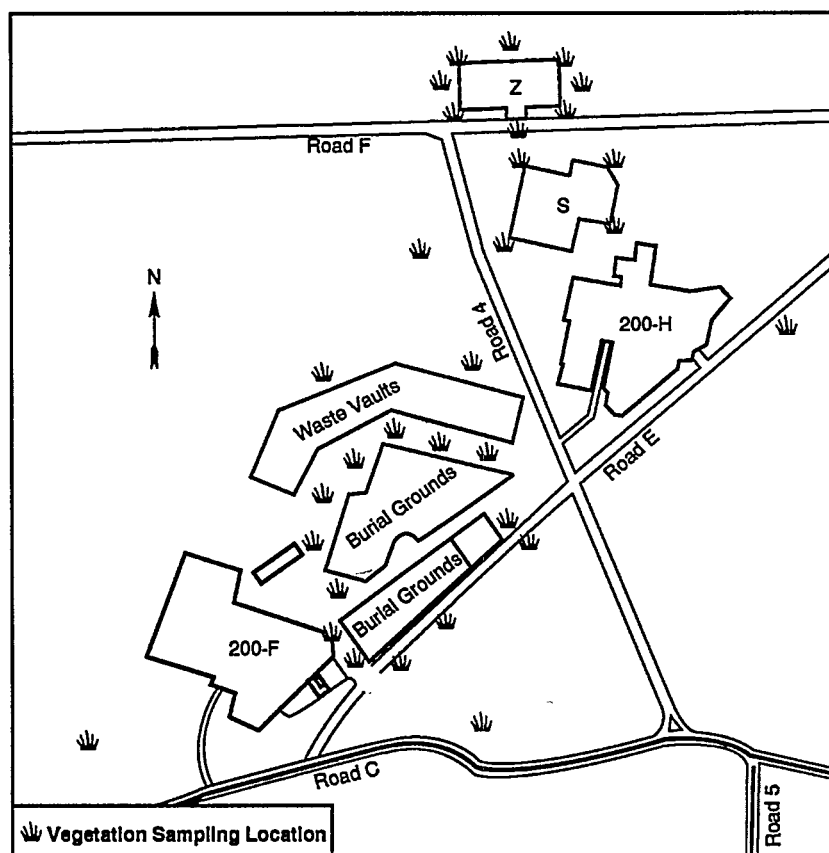 Z
Road F
S
N
Road 4
200-H
Waste Vaults
Road E
Burial Grounds
Burial Grounds
200-F
Road C
Road 5
Vegetation Sampling Location